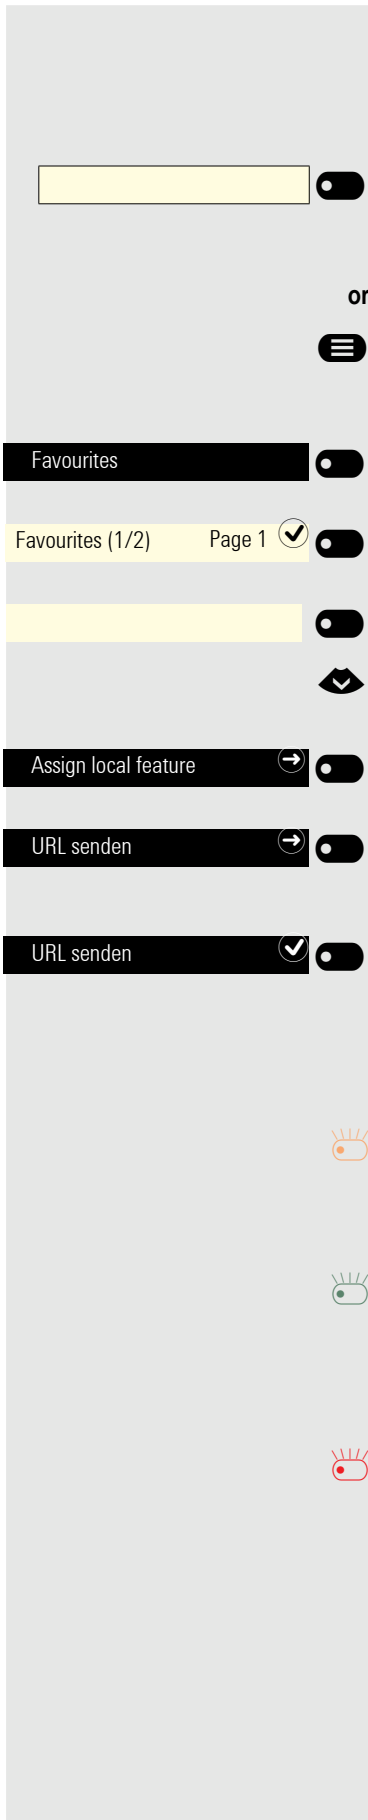 or
Favourites
Favourites (1/2) Page 1
Assign local feature
URL senden
URL senden